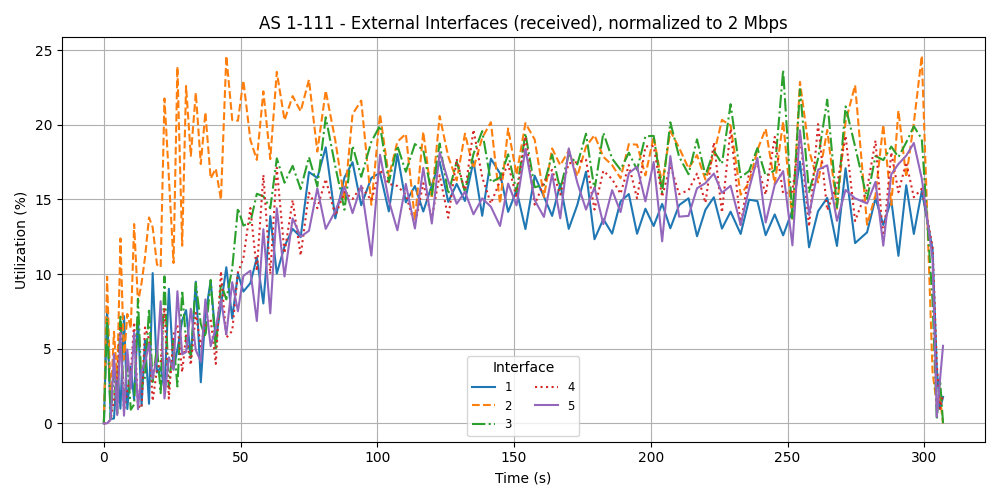 AS 1-111 - External Interfaces (received), normalized to 2 Mbps
Utilization (%)
25
20
15
10
5
0
0 50 100 150 200 250 300
Time (s)
Interface
1 4
2 5
3